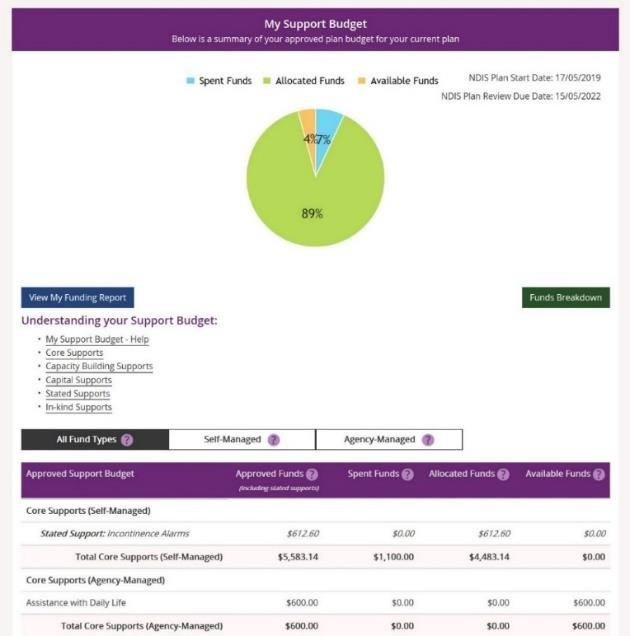 My Support Budget
Below is a summary of your approved plan budget for your current plan
Spent Funds Allocated Funds Available Funds
NDIS Plan Start Date: 17/05/2019
NDIS Plan Review Due Date: 15/05/2022
4% 7%
89%
View My Funding Report Funds Breakdown
Understanding your Support Budget:
• My Support Budget - Help
• Core Supports
• Capacity Building Supports
• Capital Supports
• Stated Supports
• In-kind Supports
All Fund Types ? Self-Managed ? Agency-Managed ?
Approved Support Budget Approved Funds ? Spent Funds ? Allocated Funds ? Available Funds ?
(including stated supports)
Core Supports (Self-Managed)
Stated Support: Incontinence Alarms $612.60 $0.00 $612.60 $0.00
Total Core Supports (Self-Managed) $5,583.14 $1,100.00 $4,483.14 $0.00
Core Supports (Agency-Managed)
Assistance with Daily Life $600.00 $0.00 $0.00 $600.00
Total Core Supports (Agency-Managed) $600.00 $0.00 $0.00 $600.00